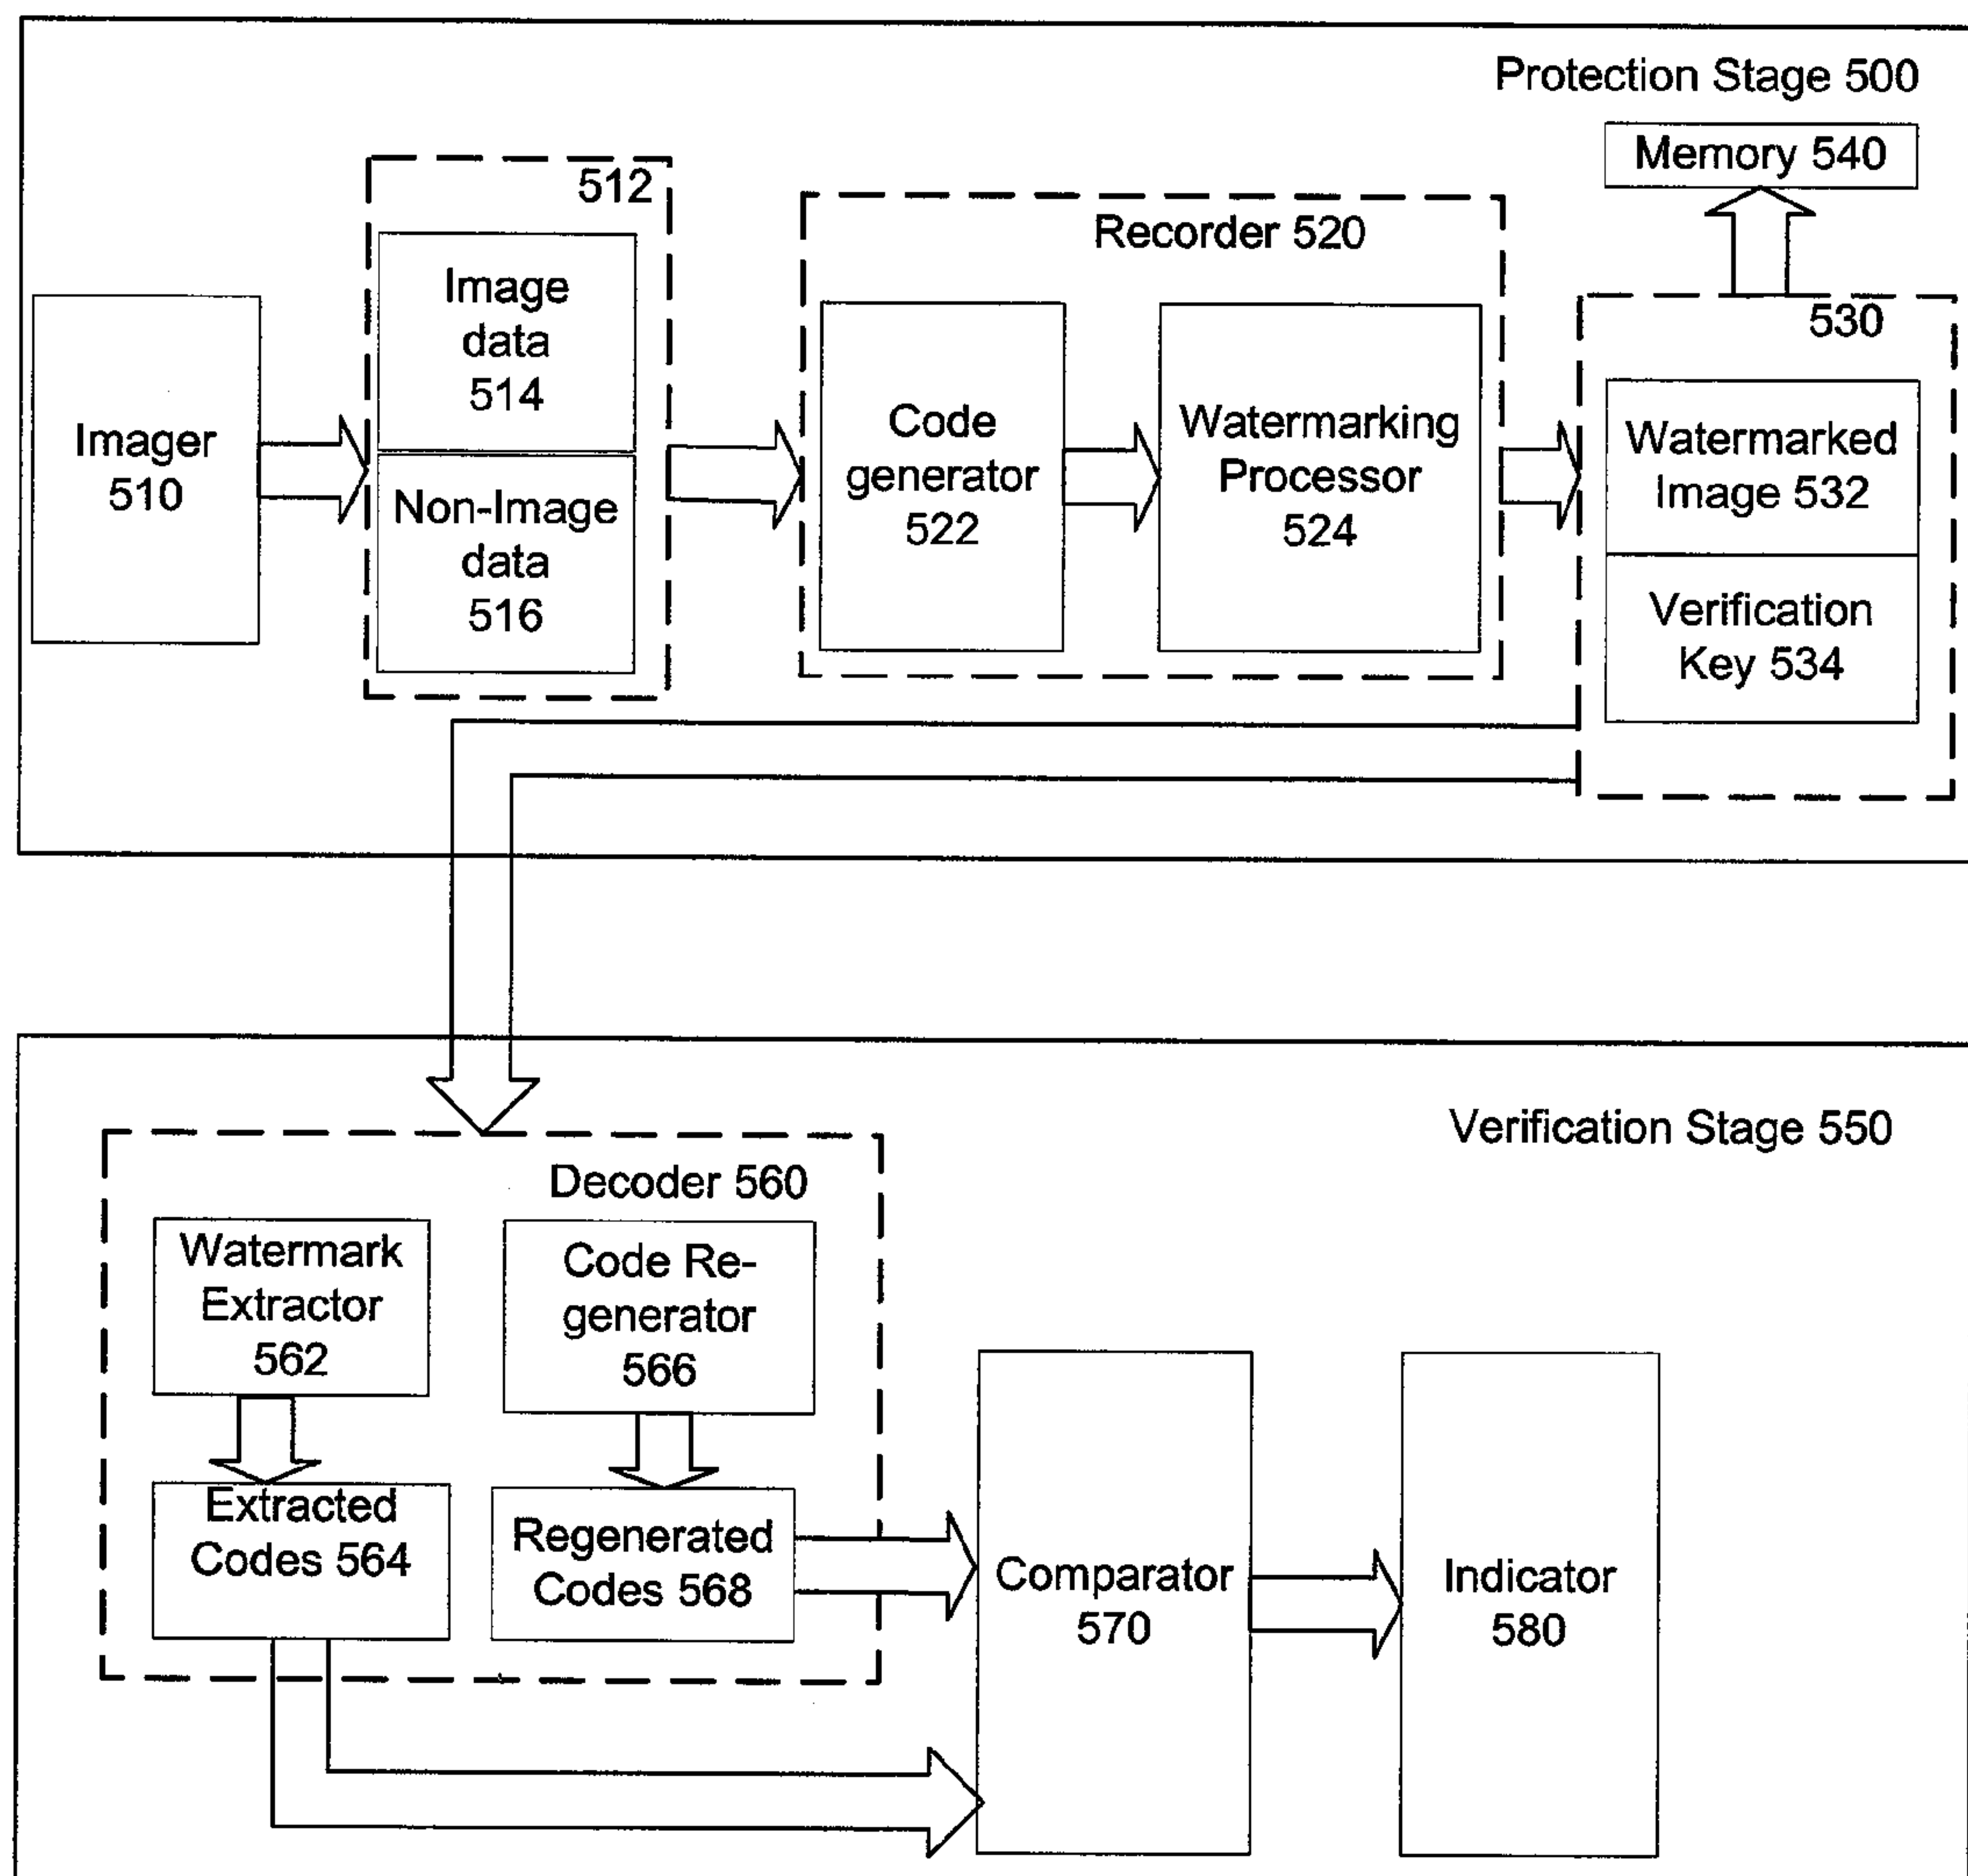 Protection Stage 500
Memory 540
512
Recorder 520
530
Imager
510
Image
data
514
Non-Image
data
516
Code
generator
522
Watermarking
Processor
524
Watermarked
Image 532
Verification
Key 534
Verification Stage 550
Decoder 560
Watermark
Extractor
562
Code Re-
generator
566
Extracted
Codes 564
Regenerated
Codes 568
Comparator
570
Indicator
580